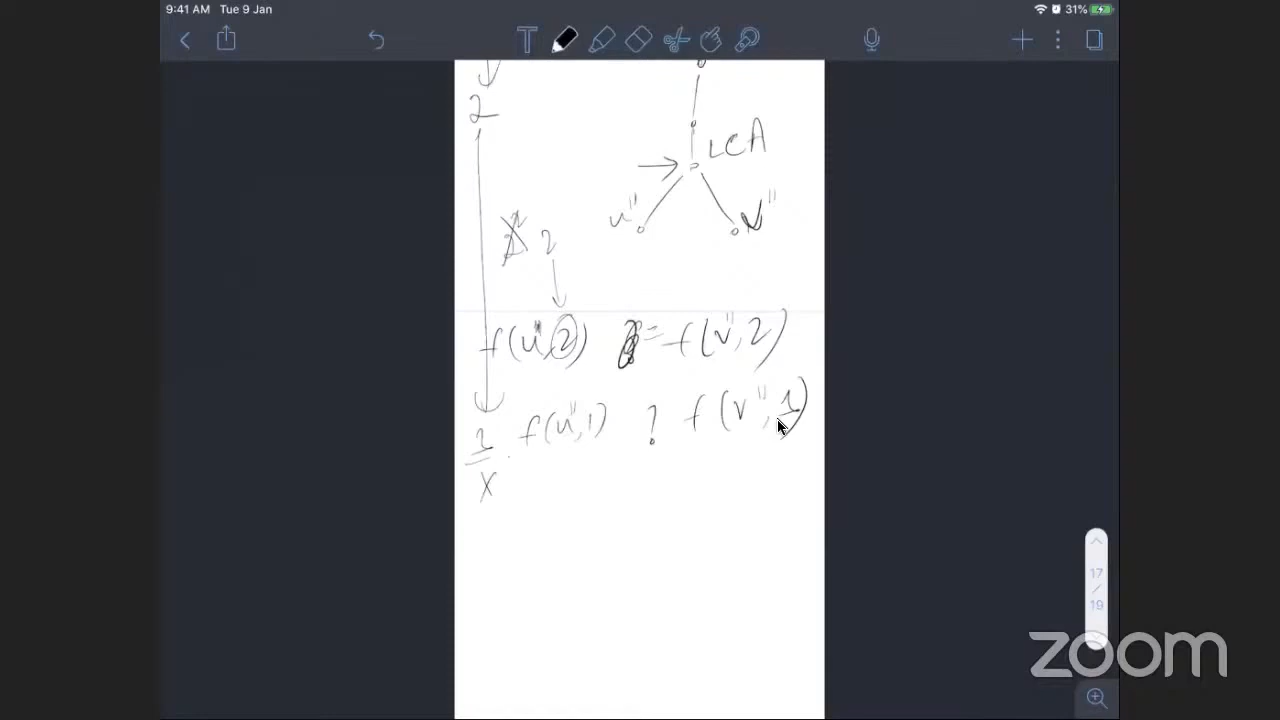 9:41 AM Tue 9 Jan
31%
2
LCA
u"
v"
2
f(u", 2) = f(v", 2)
f(u", 1) ? f(v", 1)
1
X
17
/
19
zoom